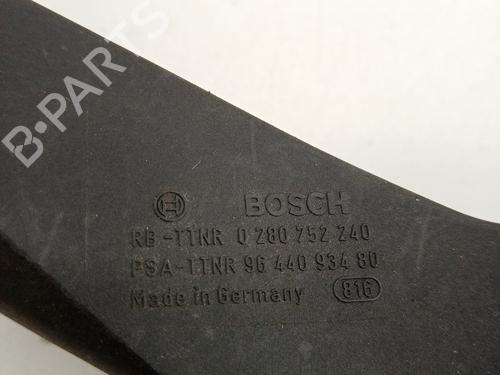 BOSCH
RB-TTNR 0 280 752 240
PSA-TTNR 96 440 934 80
Made in Germany 816
B-PARTS